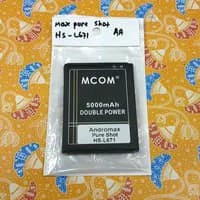 max pure shot
HS-L671
AA
MCOM®
5000mAh
DOUBLE POWER
Andromax
Pure Shot
HS-L671